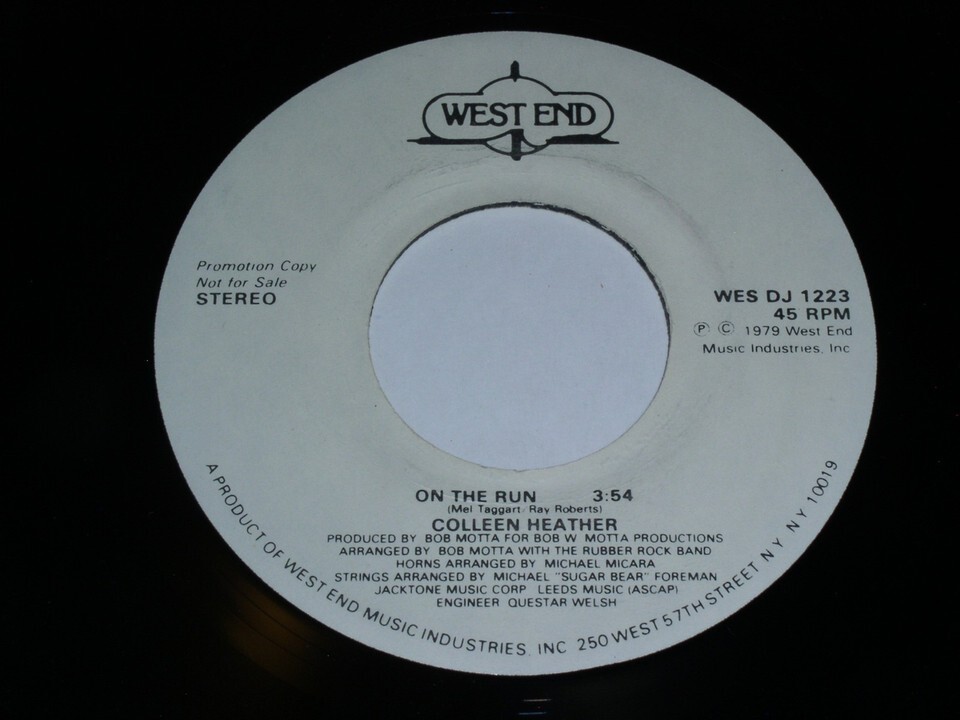 WEST END
Promotion Copy
Not for Sale
STEREO
WES DJ 1223
45 RPM
Ⓟ © 1979 West End
Music Industries, Inc
ON THE RUN 3:54
(Mel Taggart Ray Roberts)
COLLEEN HEATHER
PRODUCED BY BOB MOTTA FOR BOB W MOTTA PRODUCTIONS
ARRANGED BY BOB MOTTA WITH THE RUBBER ROCK BAND
HORNS ARRANGED BY MICHAEL MICARA
STRINGS ARRANGED BY MICHAEL "SUGAR BEAR" FOREMAN
JACKTONE MUSIC CORP LEEDS MUSIC (ASCAP)
ENGINEER QUESTAR WELSH
A PRODUCT OF WEST END MUSIC INDUSTRIES, INC 250 WEST 57TH STREET N Y N Y 10019